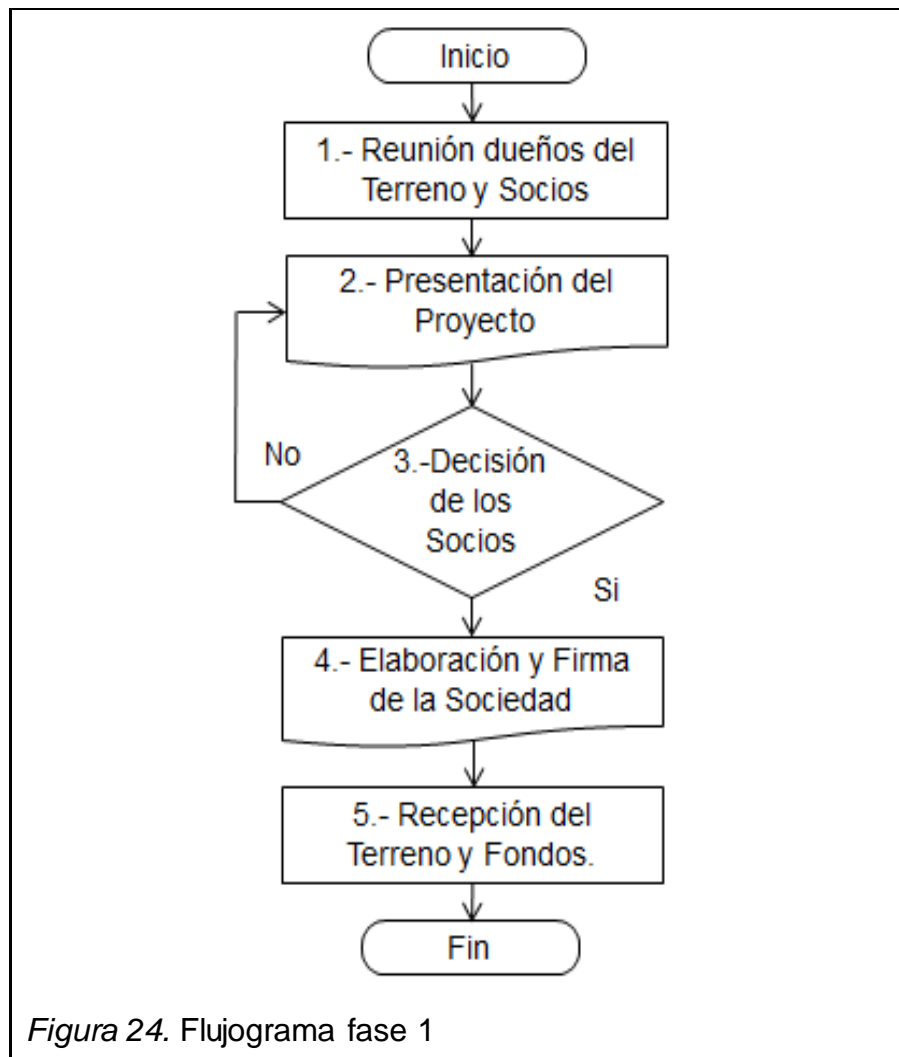 Inicio
1.- Reunión dueños del
Terreno y Socios
2.- Presentación del
Proyecto
No
3.-Decisión
de los
Socios
Si
4.- Elaboración y Firma
de la Sociedad
5.- Recepción del
Terreno y Fondos.
Fin
Figura 24. Flujograma fase 1